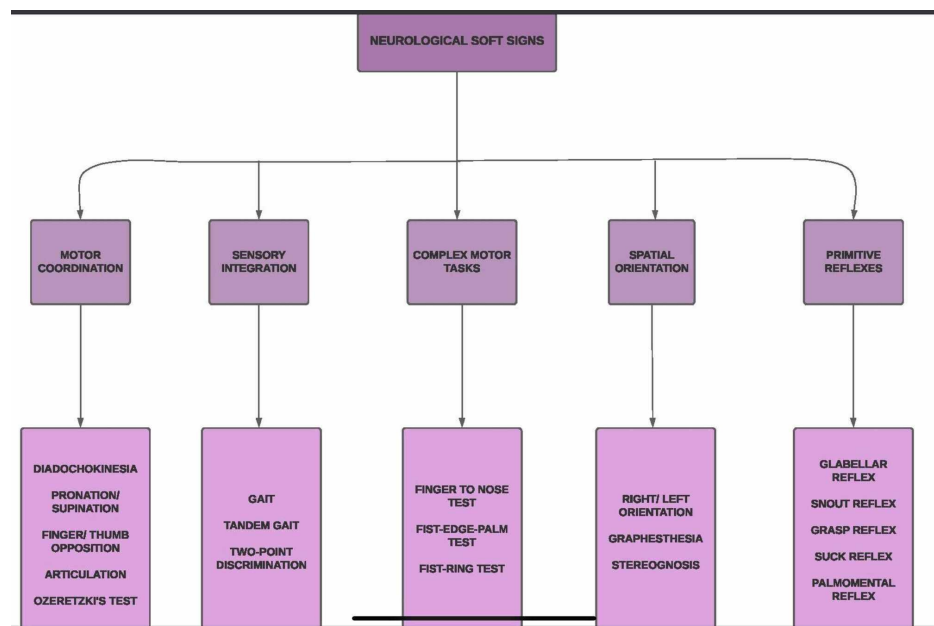 NEUROLOGICAL SOFT SIGNS
MOTOR
COORDINATION
SENSORY
INTEGRATION
COMPLEX MOTOR
TASKS
SPATIAL
ORIENTATION
PRIMITIVE
REFLEXES
DIADOCHOKINESIA
PRONATION/
SUPINATION
FINGER/ THUMB
OPPOSITION
ARTICULATION
OZERETZKI'S TEST
GAIT
TANDEM GAIT
TWO-POINT
DISCRIMINATION
FINGER TO NOSE
TEST
FIST-EDGE-PALM
TEST
FIST-RING TEST
RIGHT/ LEFT
ORIENTATION
GRAPHESTHESIA
STEREOGNOSIS
GLABELLAR
REFLEX
SNOUT REFLEX
GRASP REFLEX
SUCK REFLEX
PALMOMENTAL
REFLEX